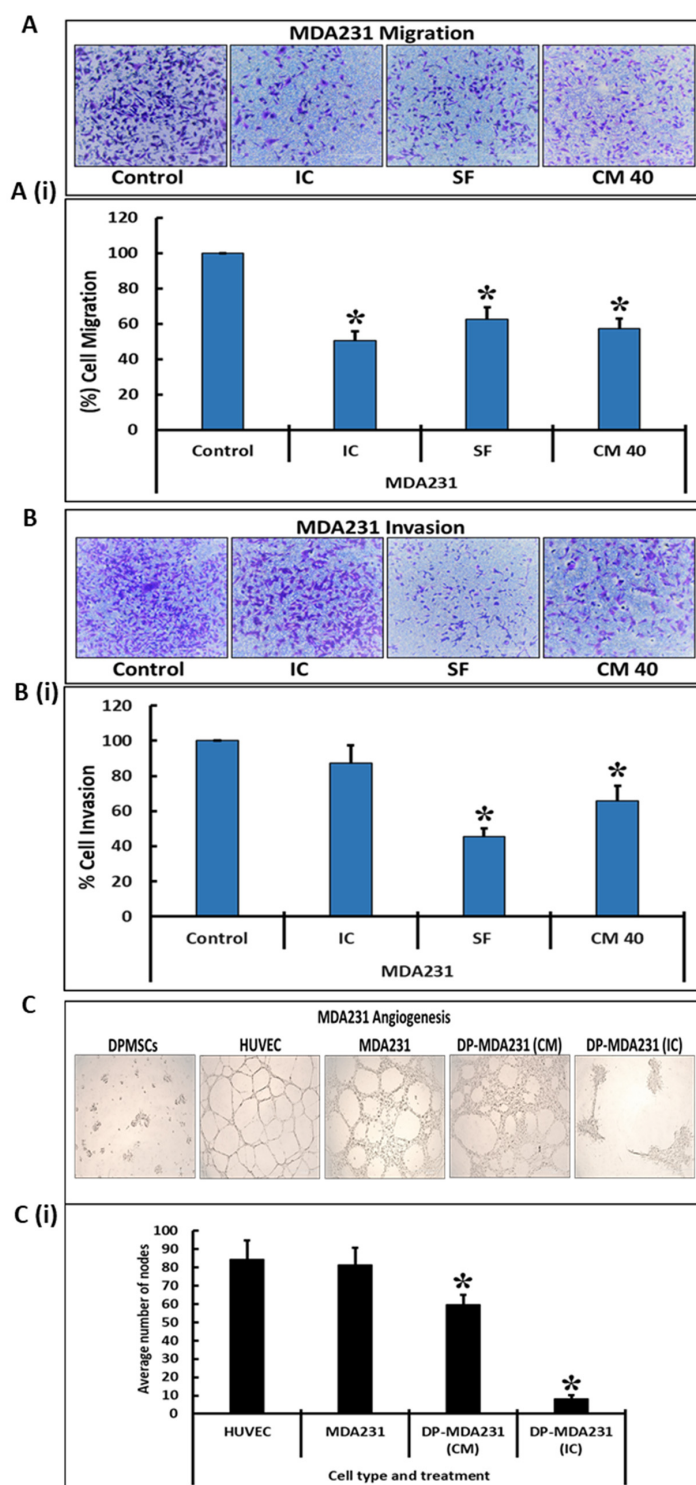 A
MDA231 Migration
Control IC SF CM 40
A (i)
120
100
80
60
40
20
0
(%) Cell Migration
* * *
Control IC SF CM 40
MDA231
B
MDA231 Invasion
Control IC SF CM 40
B (i)
120
100
80
60
40
20
0
% Cell Invasion
* *
Control IC SF CM 40
MDA231
C
MDA231 Angiogenesis
DPMSCs HUVEC MDA231 DP-MDA231 (CM) DP-MDA231 (IC)
C (i)
100
90
80
70
60
50
40
30
20
10
0
Average number of nodes
* *
HUVEC MDA231 DP-MDA231 DP-MDA231
(CM) (IC)
Cell type and treatment